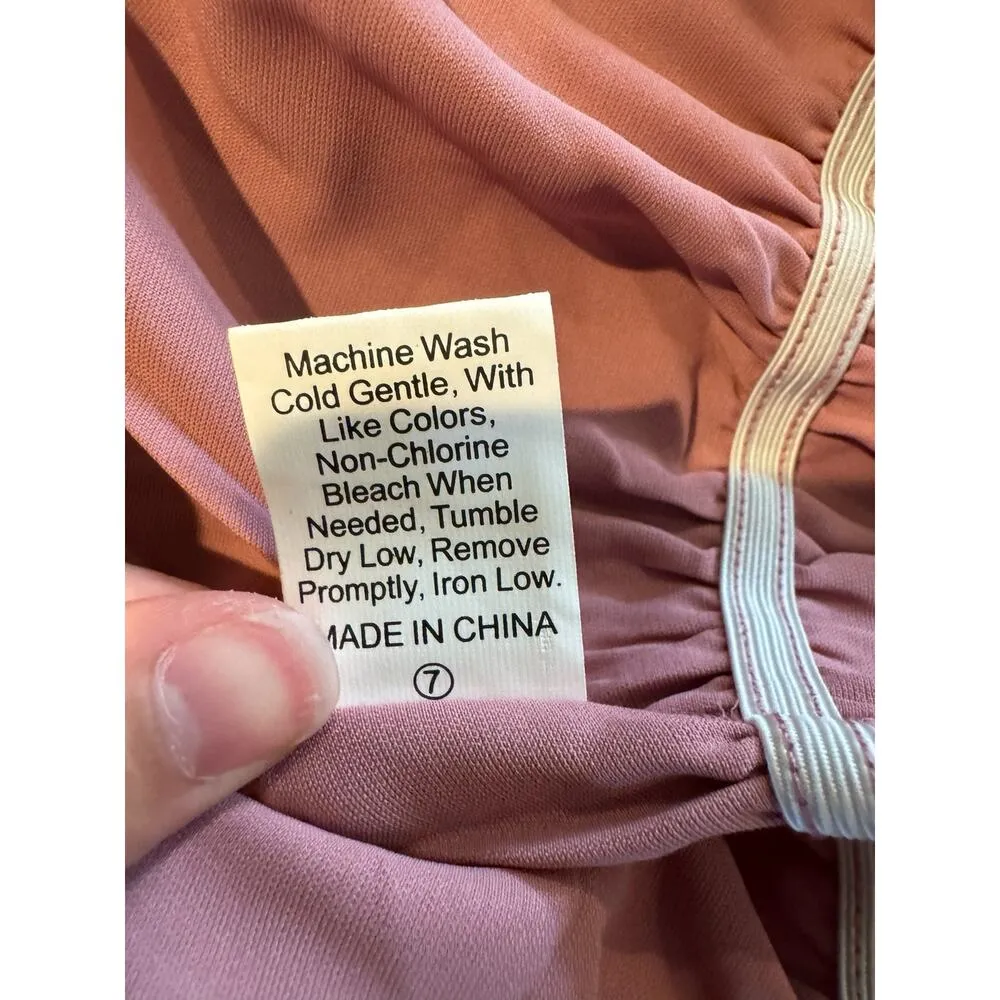 Machine Wash
Cold Gentle, With
Like Colors,
Non-Chlorine
Bleach When
Needed, Tumble
Dry Low, Remove
Promptly, Iron Low.
MADE IN CHINA
7